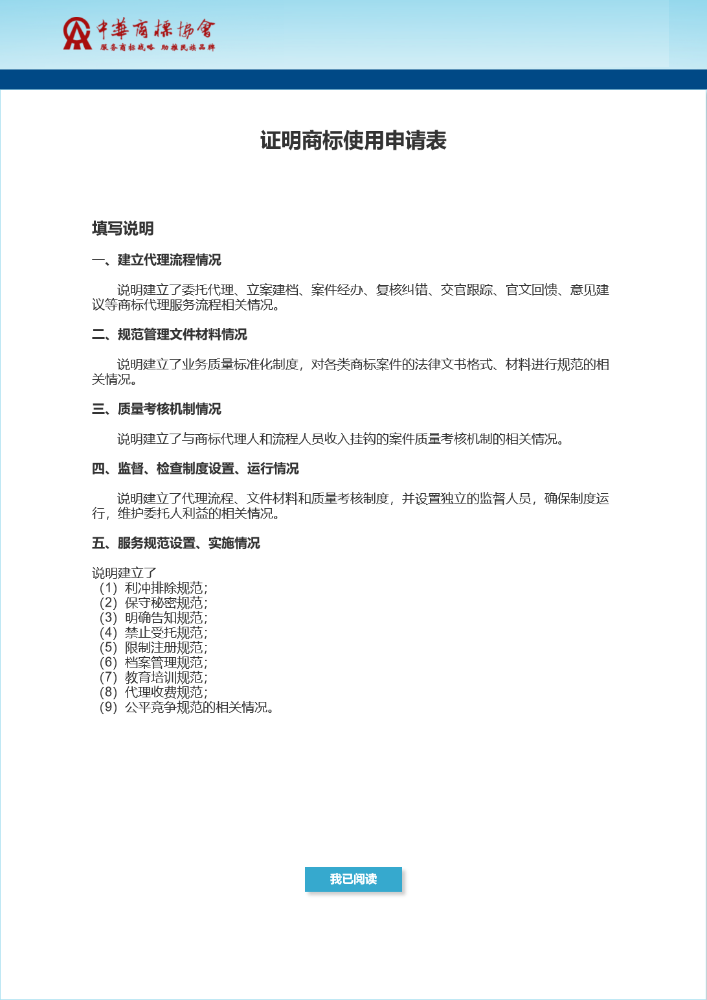 中華商標協會
服务商标战略 助推民族品牌
证明商标使用申请表
填写说明
一、建立代理流程情况
说明建立了委托代理、立案建档、案件经办、复核纠错、交官跟踪、官文回馈、意见建
议等商标代理服务流程相关情况。
二、规范管理文件材料情况
说明建立了业务质量标准化制度，对各类商标案件的法律文书格式、材料进行规范的相
关情况。
三、质量考核机制情况
说明建立了与商标代理人和流程人员收入挂钩的案件质量考核机制的相关情况。
四、监督、检查制度设置、运行情况
说明建立了代理流程、文件材料和质量考核制度，并设置独立的监督人员，确保制度运
行，维护委托人利益的相关情况。
五、服务规范设置、实施情况
说明建立了
（1）利冲排除规范；
（2）保守秘密规范；
（3）明确告知规范；
（4）禁止受托规范；
（5）限制注册规范；
（6）档案管理规范；
（7）教育培训规范；
（8）代理收费规范；
（9）公平竞争规范的相关情况。
我已阅读